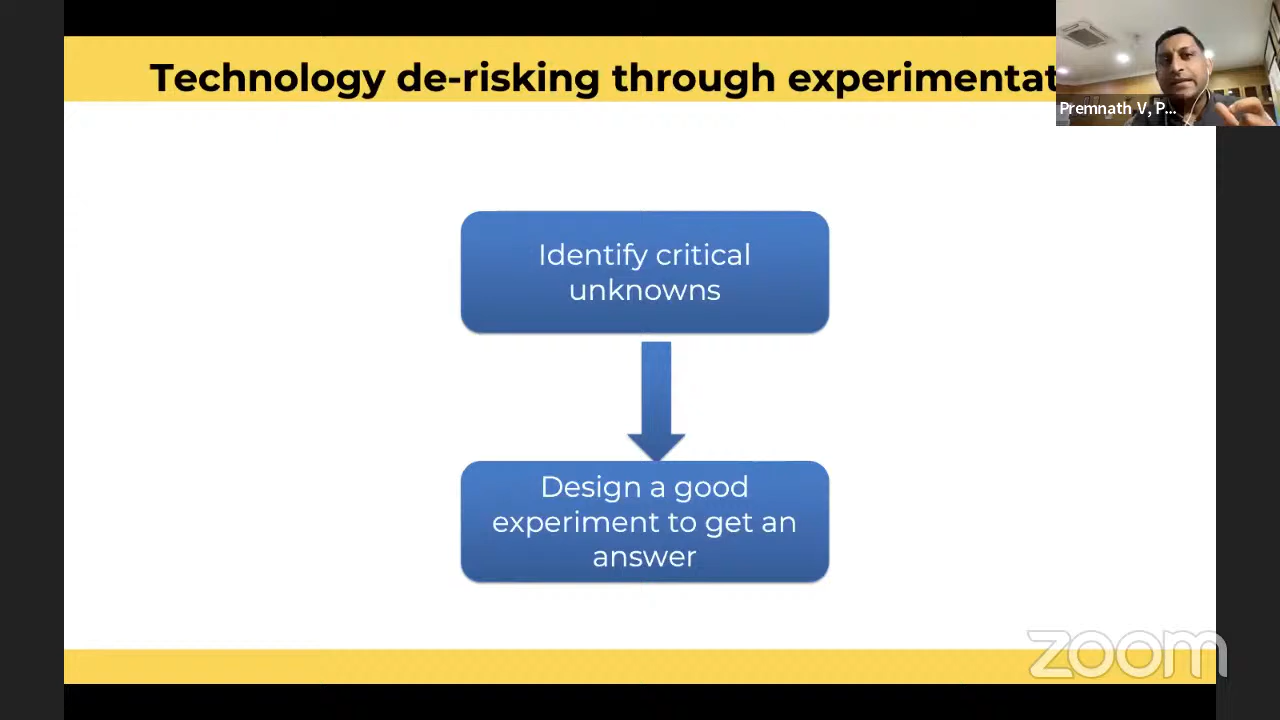 Technology de-risking through experimentat
Premnath V, P...
Identify critical
unknowns
Design a good
experiment to get an
answer
zoom